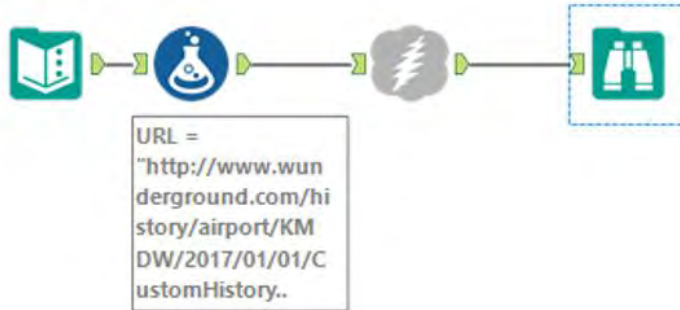 URL =
"http://www.wun
derground.com/hi
story/airport/KM
DW/2017/01/01/C
ustomHistory..